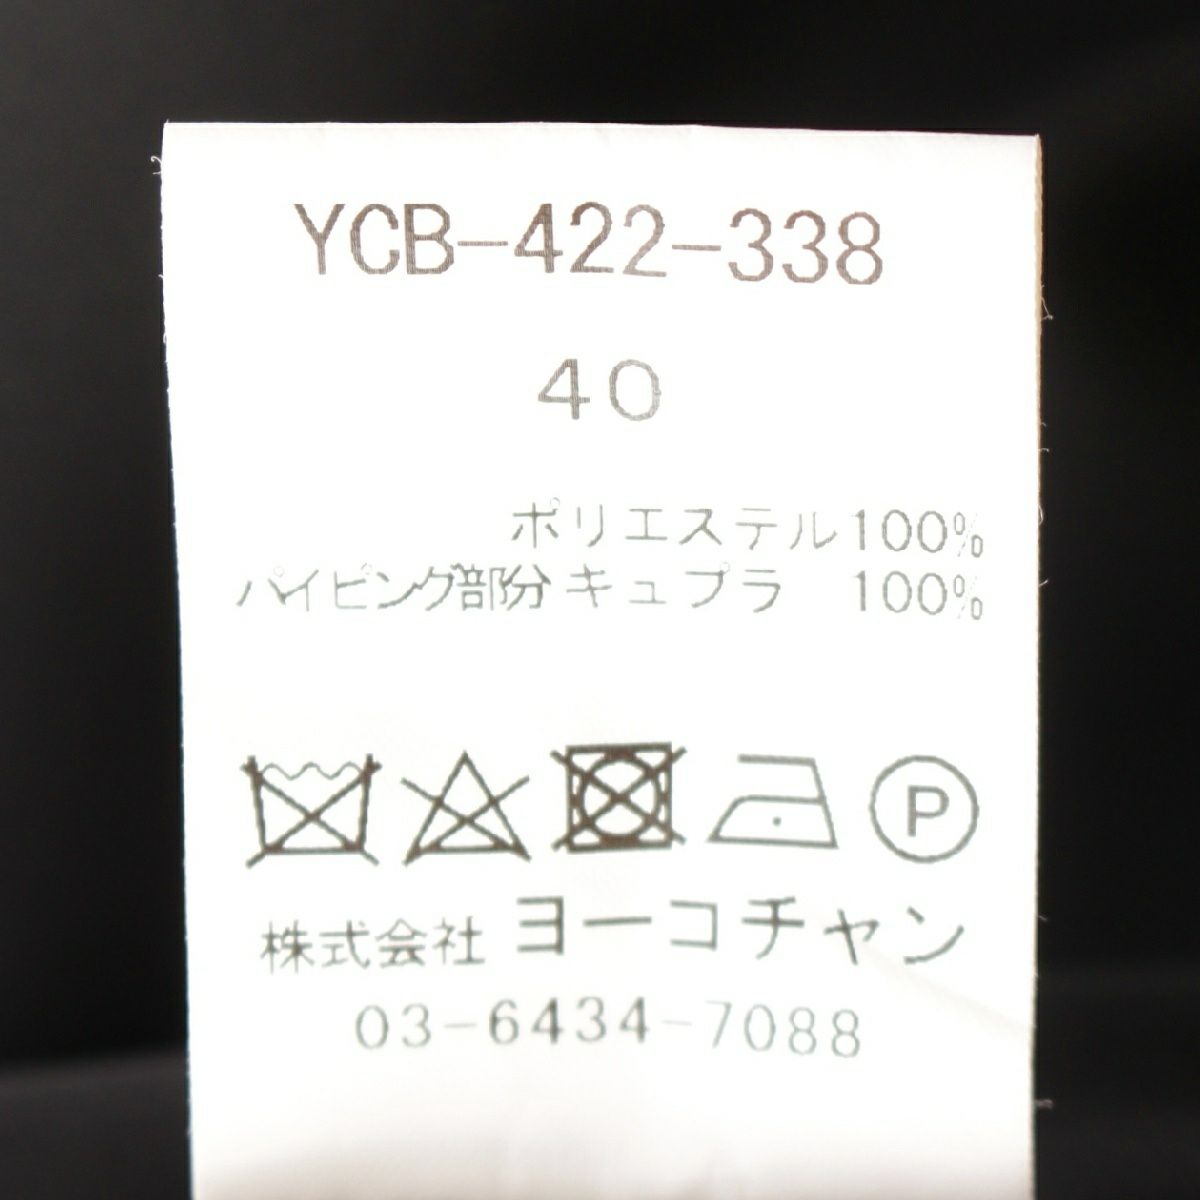 YCB-422-338
40
ポリエステル100%
パイピング部分 キュプラ 100%
P
株式会社 ヨーコチャン
03-6434-7088